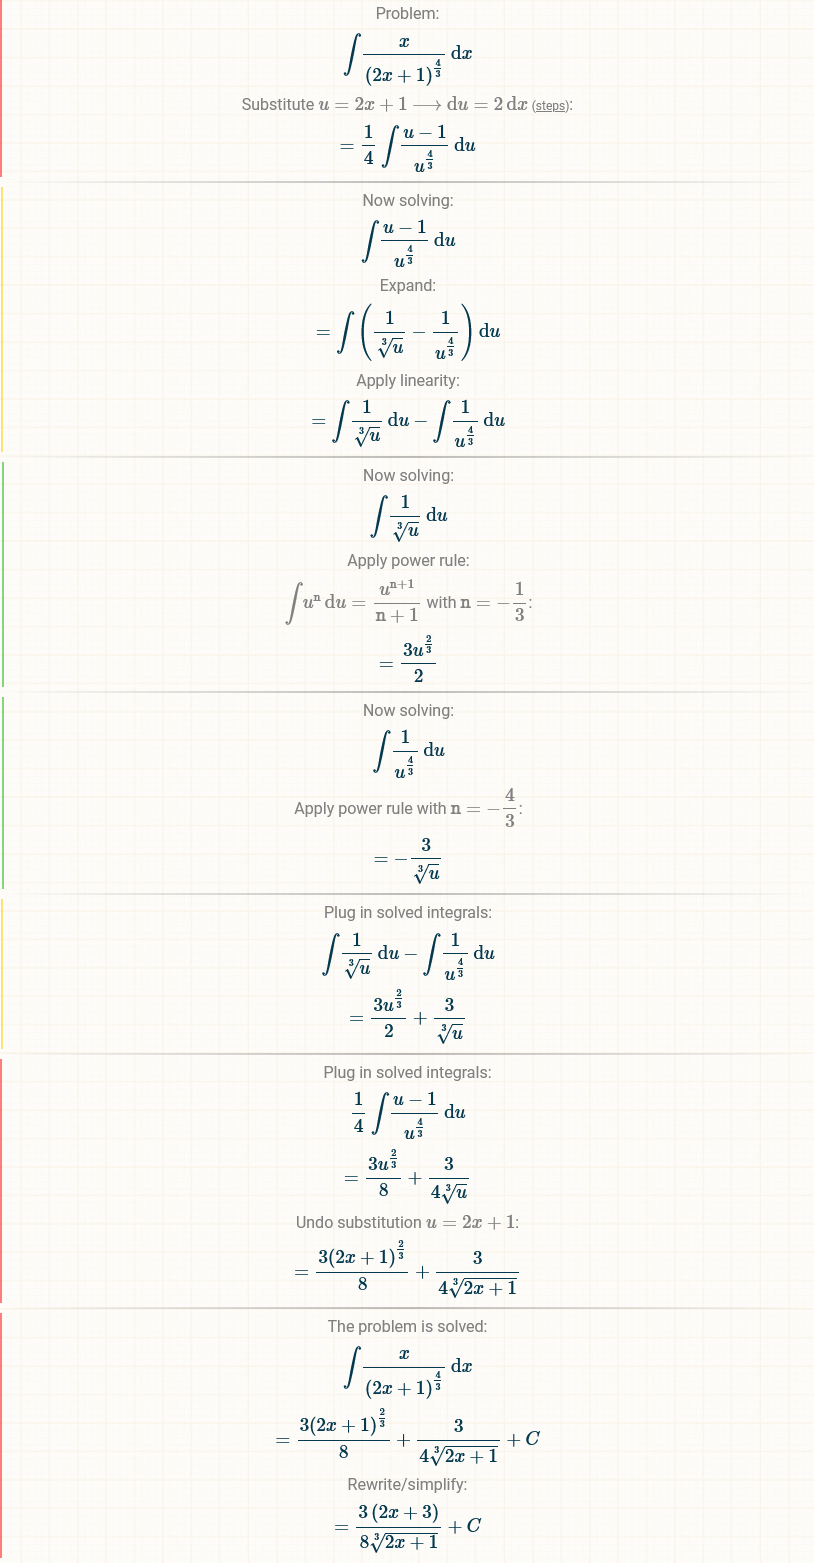 Problem:
∫ x/(2x + 1)^(4/3) dx
Substitute u = 2x + 1 ⟶ du = 2 dx (steps):
= 1/4 ∫ (u − 1)/u^(4/3) du
Now solving:
∫ (u − 1)/u^(4/3) du
Expand:
= ∫ (1/∛u − 1/u^(4/3)) du
Apply linearity:
= ∫ 1/∛u du − ∫ 1/u^(4/3) du
Now solving:
∫ 1/∛u du
Apply power rule:
∫ u^n du = u^(n+1)/(n + 1) with n = −1/3:
= 3u^(2/3)/2
Now solving:
∫ 1/u^(4/3) du
Apply power rule with n = −4/3:
= −3/∛u
Plug in solved integrals:
∫ 1/∛u du − ∫ 1/u^(4/3) du
= 3u^(2/3)/2 + 3/∛u
Plug in solved integrals:
1/4 ∫ (u − 1)/u^(4/3) du
= 3u^(2/3)/8 + 3/(4∛u)
Undo substitution u = 2x + 1:
= 3(2x + 1)^(2/3)/8 + 3/(4∛(2x + 1))
The problem is solved:
∫ x/(2x + 1)^(4/3) dx
= 3(2x + 1)^(2/3)/8 + 3/(4∛(2x + 1)) + C
Rewrite/simplify:
= 3 (2x + 3)/(8∛(2x + 1)) + C